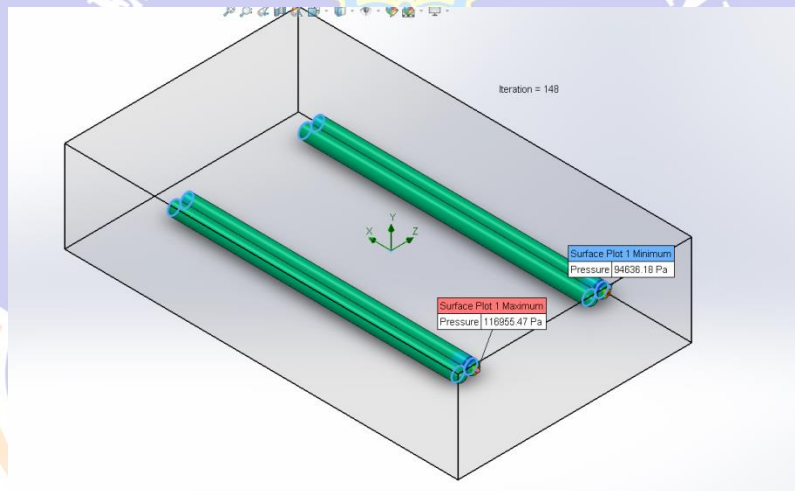 Iteration = 148
Y
X
Z
Surface Plot 1 Minimum
Pressure 94636.18 Pa
Surface Plot 1 Maximum
Pressure 116955.47 Pa